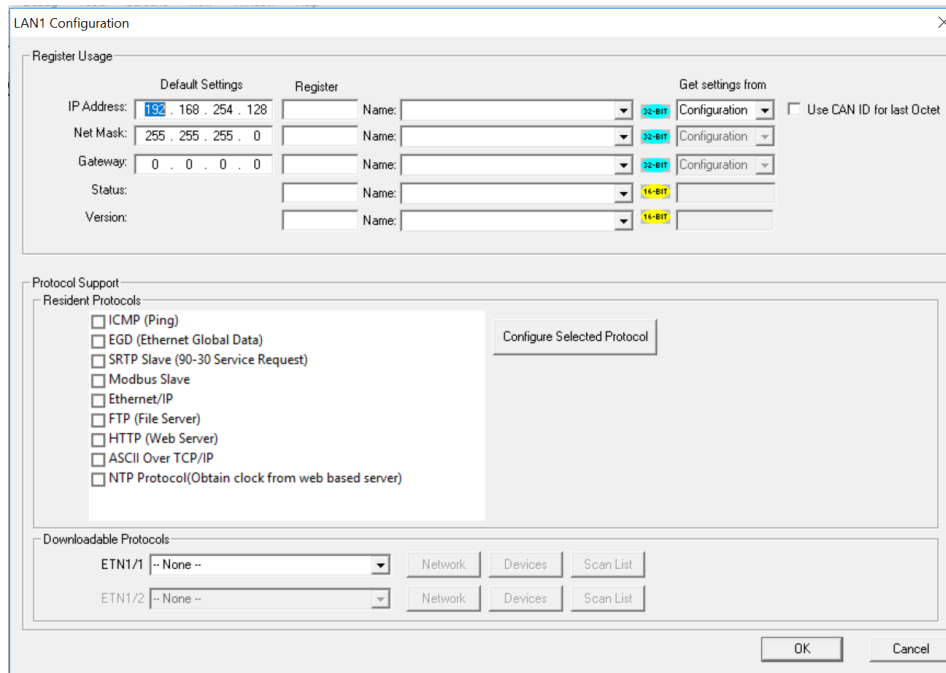 LAN1 Configuration
Register Usage
Default Settings Register Get settings from
IP Address: 192 . 168 . 254 . 128 Name: 32-BIT Configuration Use CAN ID for last Octet
Net Mask: 255 . 255 . 255 . 0 Name: 32-BIT Configuration
Gateway: 0 . 0 . 0 . 0 Name: 32-BIT Configuration
Status: Name: 16-BIT
Version: Name: 16-BIT
Protocol Support
Resident Protocols
ICMP (Ping)
EGD (Ethernet Global Data)
SRTP Slave (90-30 Service Request)
Modbus Slave
Ethernet/IP
FTP (File Server)
HTTP (Web Server)
ASCII Over TCP/IP
NTP Protocol(Obtain clock from web based server)
Configure Selected Protocol
Downloadable Protocols
ETN1/1 -- None -- Network Devices Scan List
ETN1/2 -- None -- Network Devices Scan List
OK Cancel